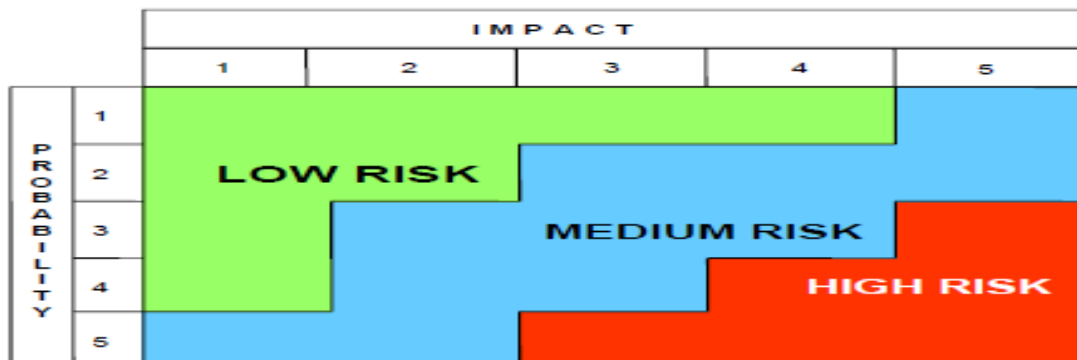 IMPACT
1 2 3 4 5
PROBABILITY
1
2
LOW RISK
3
MEDIUM RISK
4
HIGH RISK
5